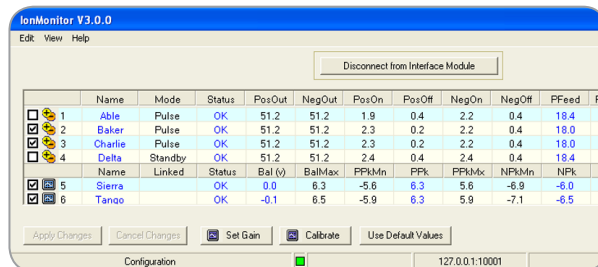 IonMonitor V3.0.0
Edit View Help
Disconnect from Interface Module
Name Mode Status PosOut NegOut PosOn PosOff NegOn NegOff PFeed
1 Able Pulse OK 51.2 51.2 1.9 0.4 2.2 0.4 18.4
2 Baker Pulse OK 51.2 51.2 2.3 0.2 2.2 0.4 18.0
3 Charlie Pulse OK 51.2 51.2 2.3 0.2 2.2 0.4 18.0
4 Delta Standby OK 51.2 51.2 2.4 0.4 2.4 0.4 18.4
Name Linked Status Bal (v) BalMax PPkMn PPk PPkMx NPkMn NPk
5 Sierra OK 0.0 6.3 -5.6 6.3 5.6 -6.9 -6.0
6 Tango OK -0.1 6.5 -5.9 6.3 5.9 -7.1 -6.5
Apply Changes Cancel Changes Set Gain Calibrate Use Default Values
Configuration 127.0.0.1:10001